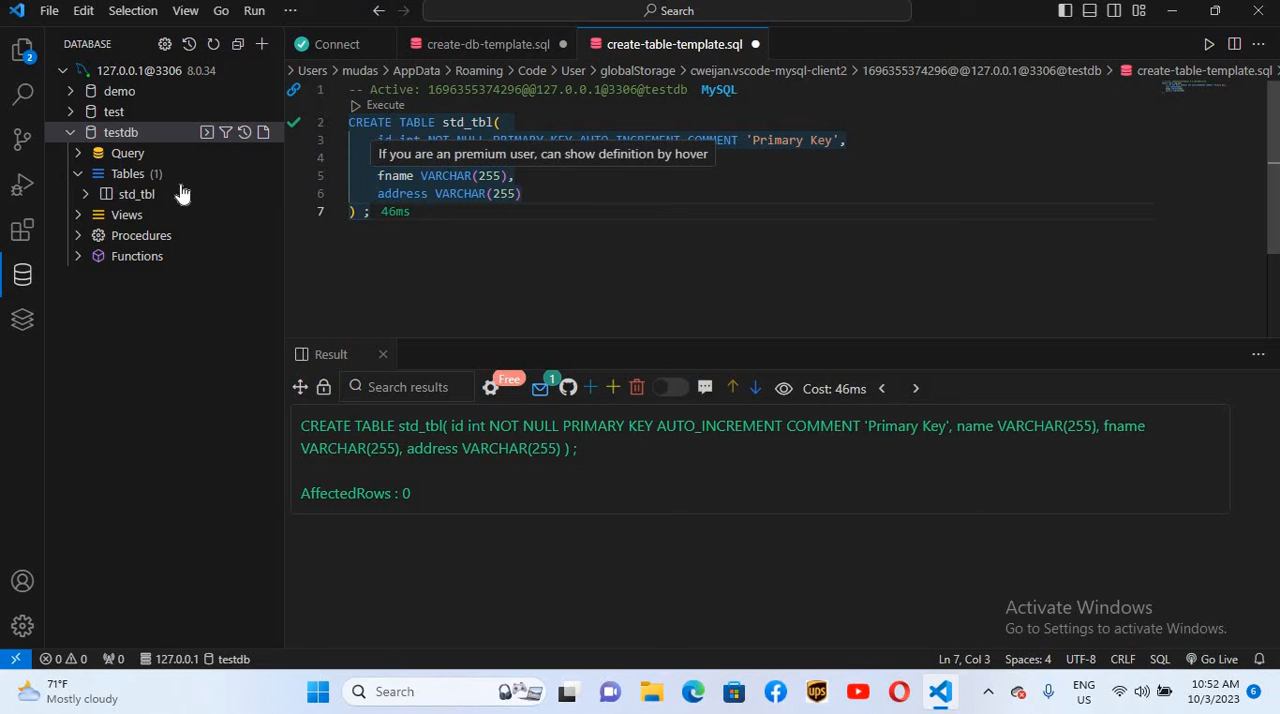 File Edit Selection View Go Run ··· Search
DATABASE
Connect
create-db-template.sql
create-table-template.sql
127.0.0.1@3306 8.0.34
Users > mudas > AppData > Roaming > Code > User > globalStorage > cweijan.vscode-mysql-client2 > 1696355374296@@127.0.0.1@3306@testdb > create-table-template.sql
demo
test
testdb
Query
Tables (1)
std_tbl
Views
Procedures
Functions
2
1 -- Active: 1696355374296@@127.0.0.1@3306@testdb MySQL
Execute
2 CREATE TABLE std_tbl(
3 id int NOT NULL PRIMARY KEY AUTO_INCREMENT COMMENT 'Primary Key',
4 If you are an premium user, can show definition by hover
5 fname VARCHAR(255),
6 address VARCHAR(255)
7 ) ; 46ms
Result
Search results
Free
1
Cost: 46ms
CREATE TABLE std_tbl( id int NOT NULL PRIMARY KEY AUTO_INCREMENT COMMENT 'Primary Key', name VARCHAR(255), fname
VARCHAR(255), address VARCHAR(255) ) ;
AffectedRows : 0
Activate Windows
Go to Settings to activate Windows.
0 0 0 127.0.0.1 testdb
Ln 7, Col 3 Spaces: 4 UTF-8 CRLF SQL Go Live
71°F
Mostly cloudy
Search
ups
ENG
US
10:52 AM
10/3/2023
6